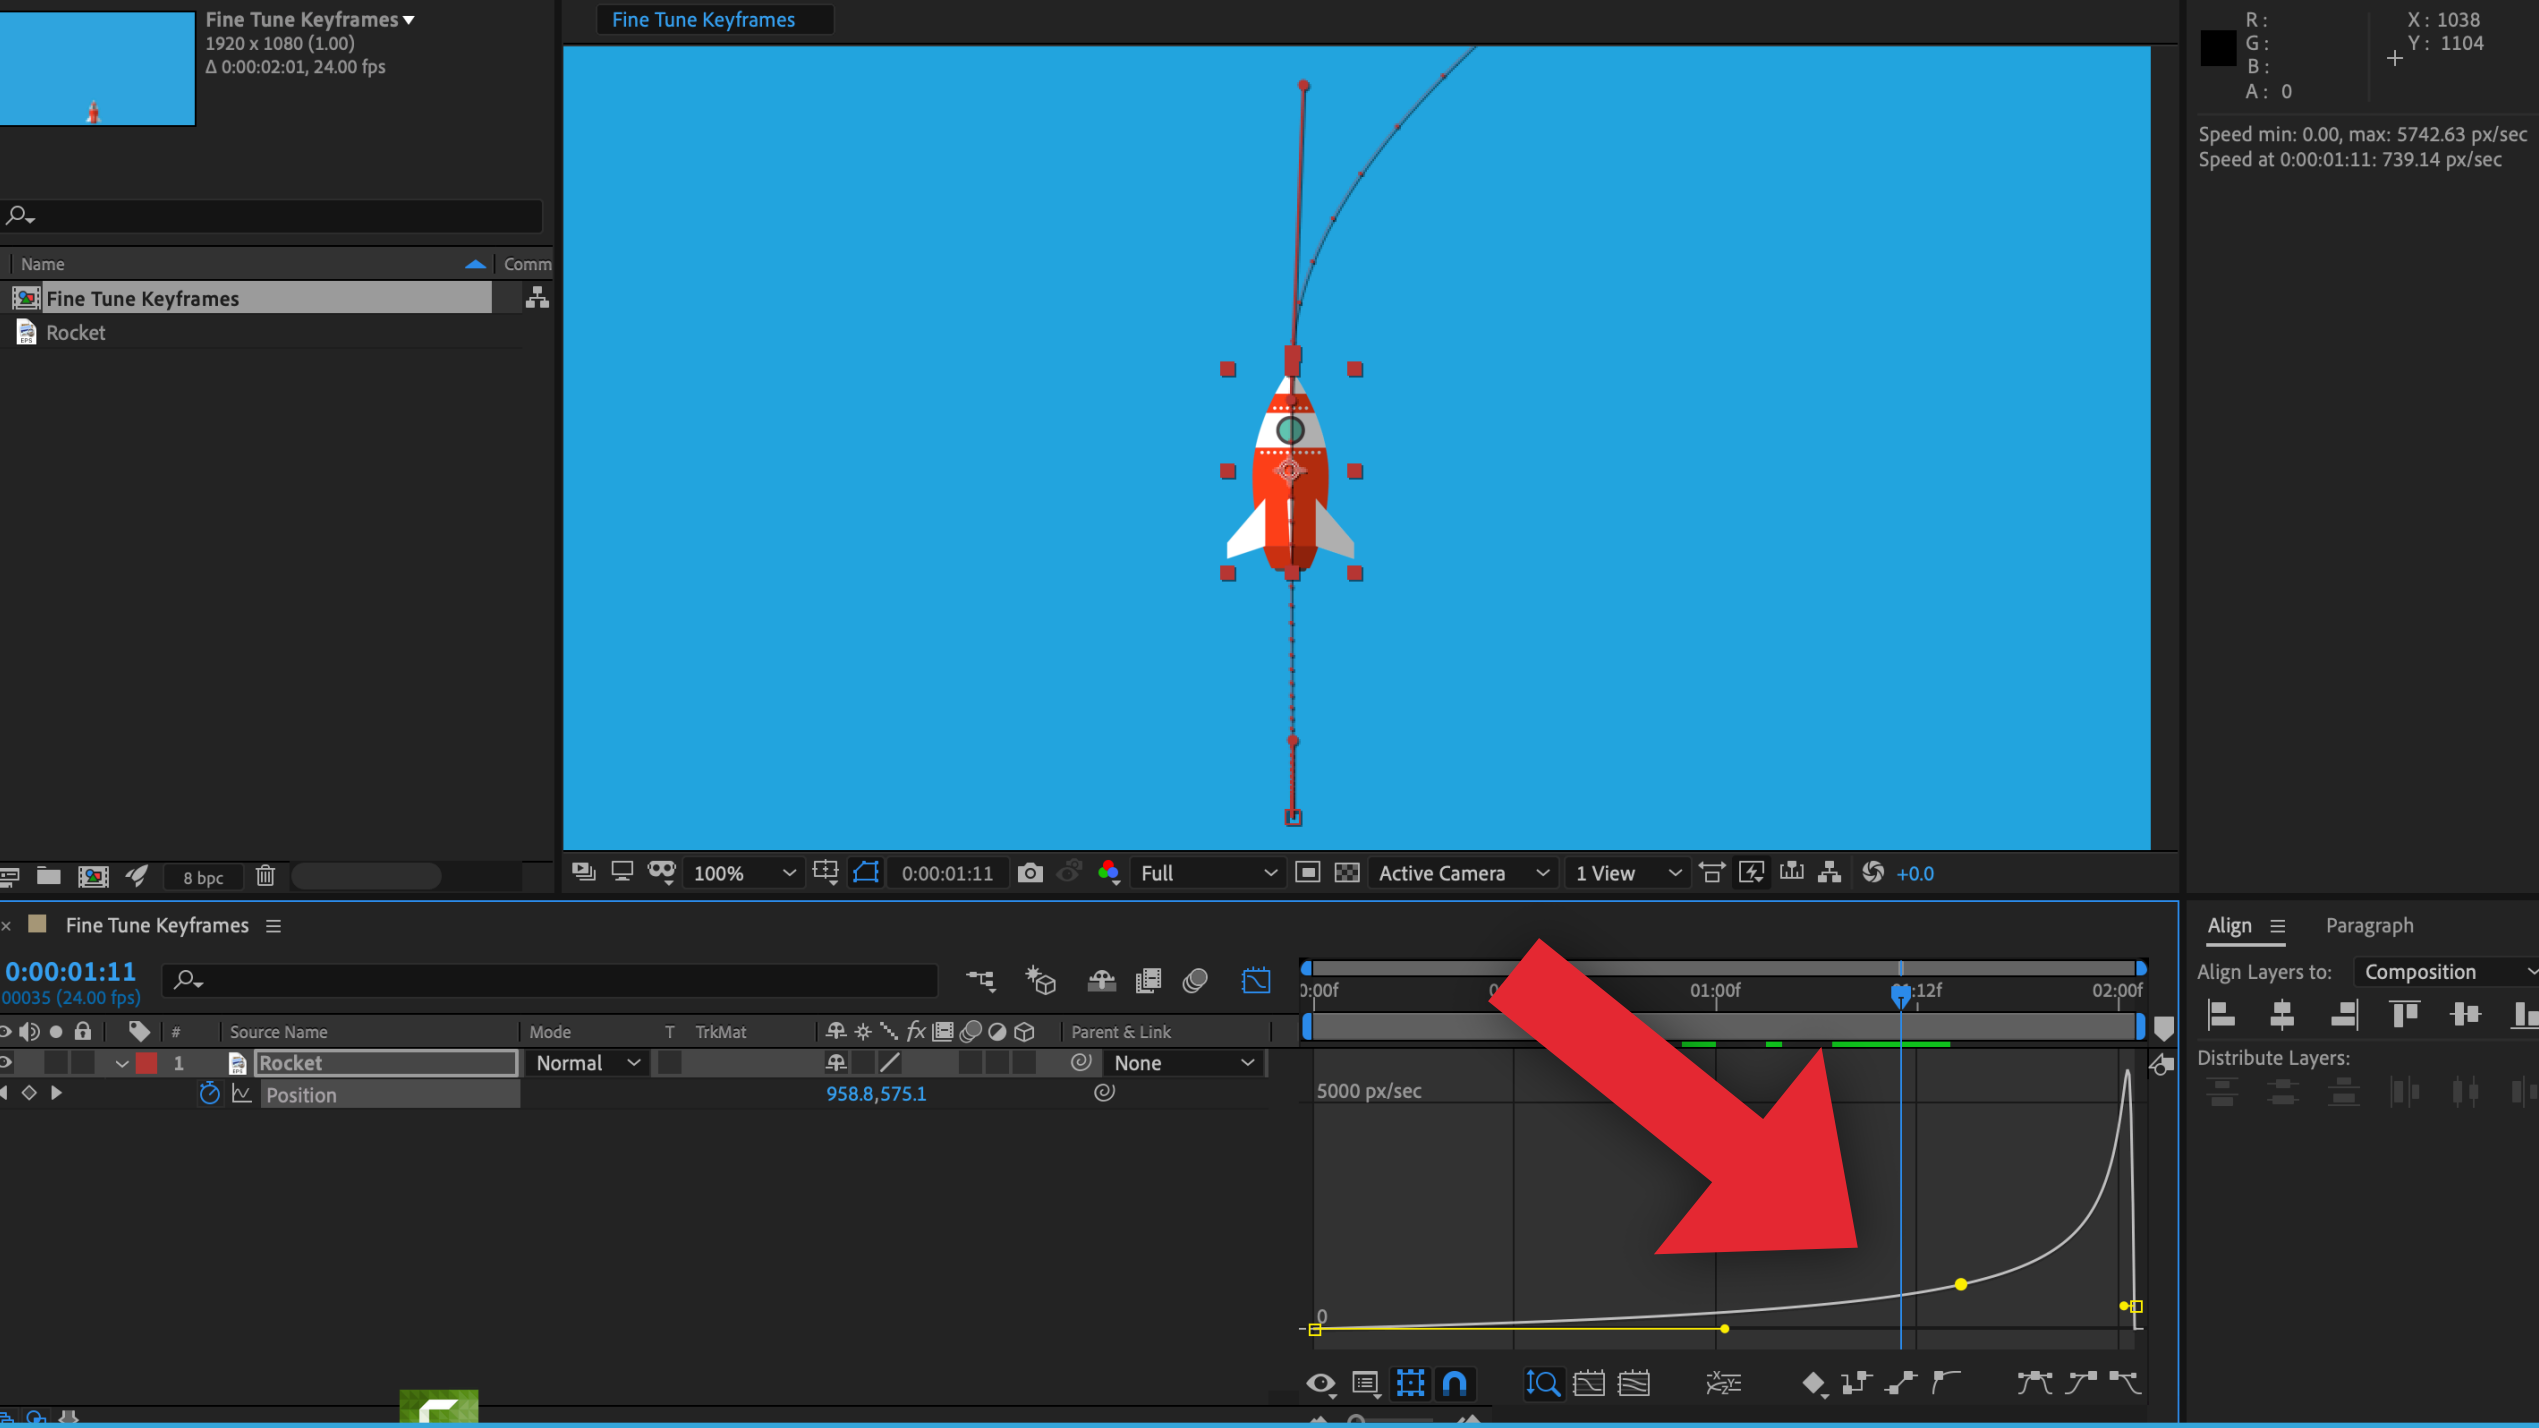 Fine Tune Keyframes
1920 x 1080 (1.00)
Δ 0:00:02:01, 24.00 fps
Fine Tune Keyframes
R :
G :
B :
A : 0
X : 1038
Y : 1104
Speed min: 0.00, max: 5742.63 px/sec
Speed at 0:00:01:11: 739.14 px/sec
Name
Comm
Fine Tune Keyframes
EPS
Rocket
8 bpc
100%
0:00:01:11
Full
Active Camera
1 View
+0.0
Fine Tune Keyframes
0:00:01:11
00035 (24.00 fps)
#
Source Name
Mode
T
TrkMat
fx
Parent & Link
1
Rocket
Normal
None
Position
958.8,575.1
0:00f
01:00f
:12f
02:00f
5000 px/sec
0
Align
Paragraph
Align Layers to:
Composition
Distribute Layers: